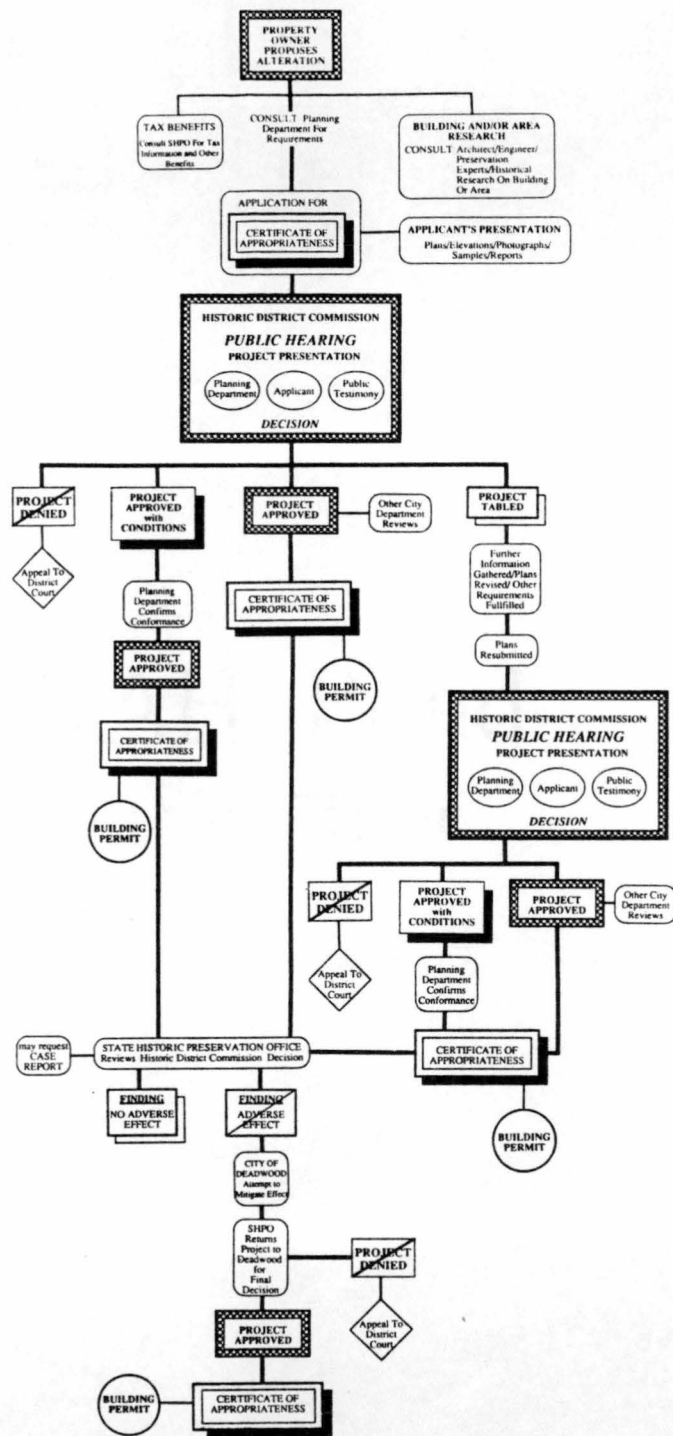 PROPERTY
OWNER
PROPOSES
ALTERATION
TAX BENEFITS
Consult SHPO For Tax
Information and Other
Benefits
CONSULT Planning
Department For
Requirements
BUILDING AND/OR AREA
RESEARCH
CONSULT Architect/Engineer/
Preservation
Experts/Historical
Research On Building
Or Area
APPLICATION FOR
CERTIFICATE OF
APPROPRIATENESS
APPLICANT'S PRESENTATION
Plans/Elevations/Photographs/
Samples/Reports
HISTORIC DISTRICT COMMISSION
PUBLIC HEARING
PROJECT PRESENTATION
Planning
Department
Applicant
Public
Testimony
DECISION
PROJECT
DENIED
Appeal To
District
Court
PROJECT
APPROVED
with
CONDITIONS
Planning
Department
Confirms
Conformance
PROJECT
APPROVED
CERTIFICATE OF
APPROPRIATENESS
BUILDING
PERMIT
PROJECT
APPROVED
Other City
Department
Reviews
CERTIFICATE OF
APPROPRIATENESS
BUILDING
PERMIT
PROJECT
TABLED
Further
Information
Gathered/Plans
Revised/ Other
Requirements
Fullfilled
Plans
Resubmitted
HISTORIC DISTRICT COMMISSION
PUBLIC HEARING
PROJECT PRESENTATION
Planning
Department
Applicant
Public
Testimony
DECISION
PROJECT
DENIED
Appeal To
District
Court
PROJECT
APPROVED
with
CONDITIONS
Planning
Department
Confirms
Conformance
PROJECT
APPROVED
Other City
Department
Reviews
CERTIFICATE OF
APPROPRIATENESS
BUILDING
PERMIT
may request
CASE
REPORT
STATE HISTORIC PRESERVATION OFFICE
Reviews Historic District Commission Decision
FINDING
NO ADVERSE
EFFECT
FINDING
ADVERSE
EFFECT
CITY OF
DEADWOOD
Attempt to
Mitigate Effect
SHPO
Returns
Project to
Deadwood
for
Final
Decision
PROJECT
DENIED
Appeal To
District
Court
PROJECT
APPROVED
BUILDING
PERMIT
CERTIFICATE OF
APPROPRIATENESS